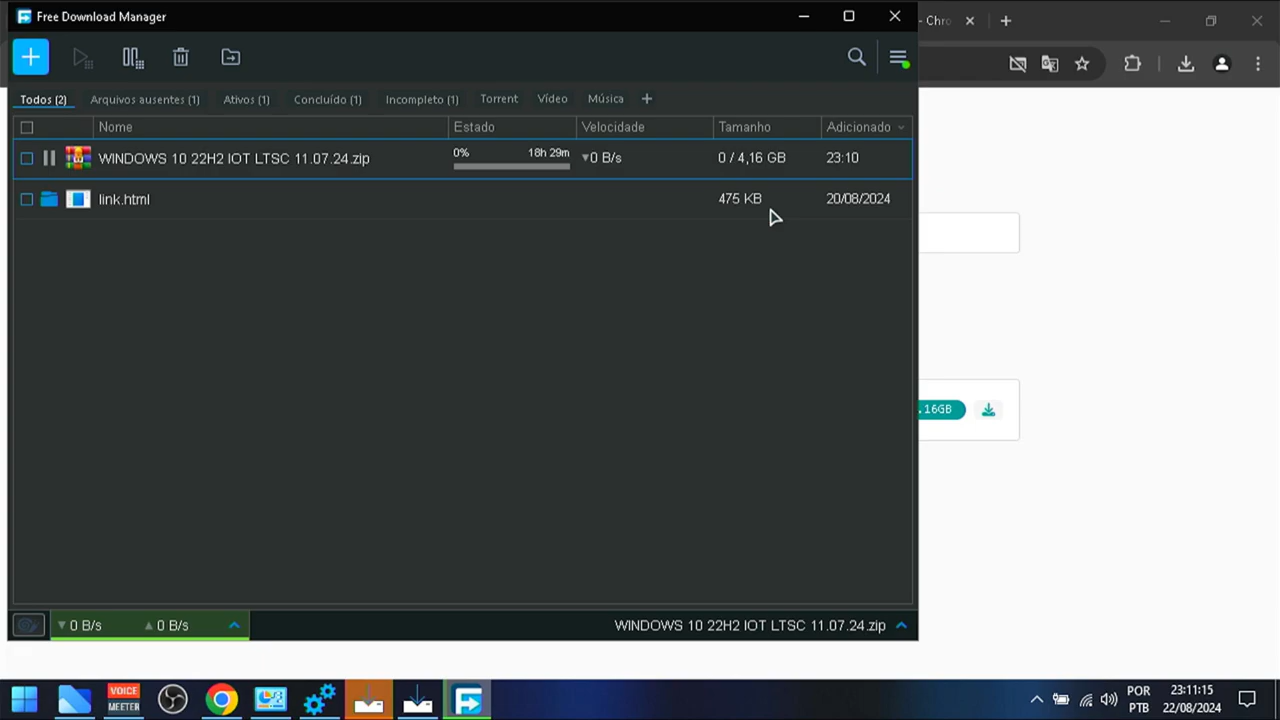 Free Download Manager
- Chro
Todos (2)
Arquivos ausentes (1)
Ativos (1)
Concluído (1)
Incompleto (1)
Torrent
Vídeo
Música
Nome
Estado
Velocidade
Tamanho
Adicionado
WINDOWS 10 22H2 IOT LTSC 11.07.24.zip
0%
18h 29m
0 B/s
0 / 4,16 GB
23:10
link.html
475 KB
20/08/2024
.16GB
0 B/s
0 B/s
WINDOWS 10 22H2 IOT LTSC 11.07.24.zip
VOICE
MEETER
POR
PTB
23:11:15
22/08/2024